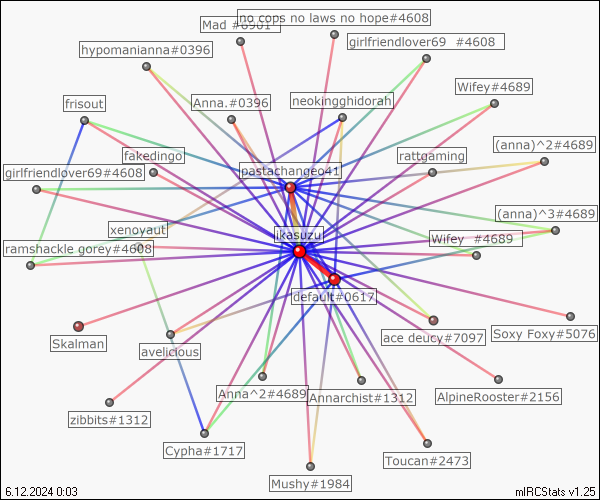 no cops no laws no hope#4608
Mad #6901
girlfriendlover69 #4608
hypomanianna#0396
Wifey#4689
frisout
Anna.#0396
neokingghidorah
(anna)^2#4689
fakedingo
rattgaming
girlfriendlover69#4608
pastachangeo41
(anna)^3#4689
xenoyaut
ikasuzu
Wifey #4689
ramshackle gorey#4608
default#0617
Skalman
avelicious
ace deucy#7097
Soxy Foxy#5076
Anna^2#4689
Annarchist#1312
AlpineRooster#2156
zibbits#1312
Cypha#1717
Toucan#2473
Mushy#1984
6.12.2024 0:03
mIRCStats v1.25